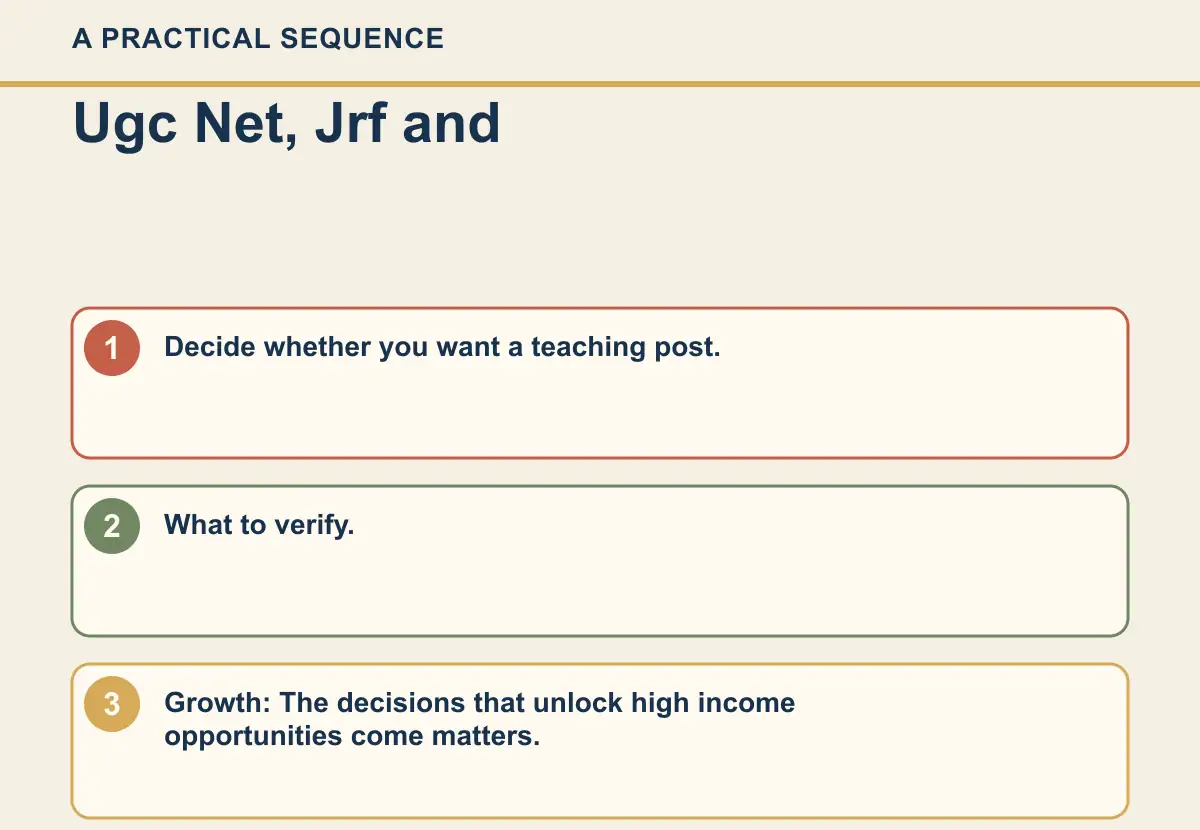 A PRACTICAL SEQUENCE
Ugc Net, Jrf and
1
Decide whether you want a teaching post.
2
What to verify.
3
Growth: The decisions that unlock high income
opportunities come matters.